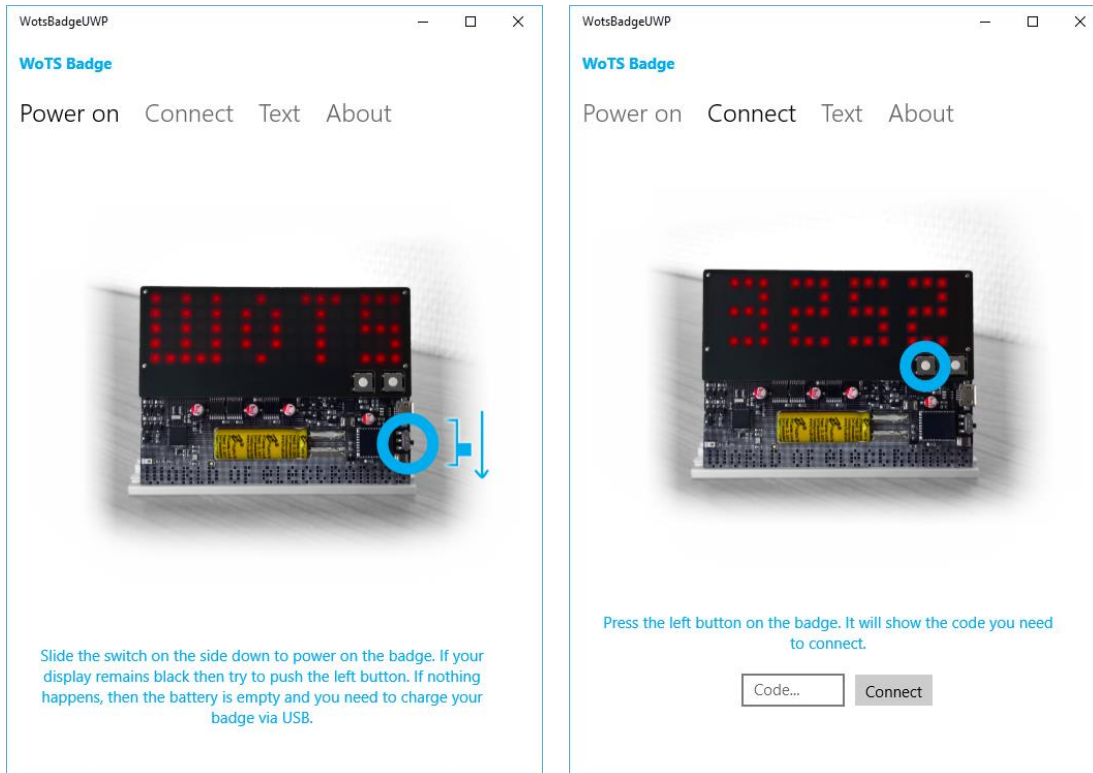 WotsBadgeUWP
WoTS Badge
Power on Connect Text About
WOTS
Slide the switch on the side down to power on the badge. If your
display remains black then try to push the left button. If nothing
happens, then the battery is empty and you need to charge your
badge via USB.
WotsBadgeUWP
WoTS Badge
Power on Connect Text About
3252
Press the left button on the badge. It will show the code you need
to connect.
Code... Connect